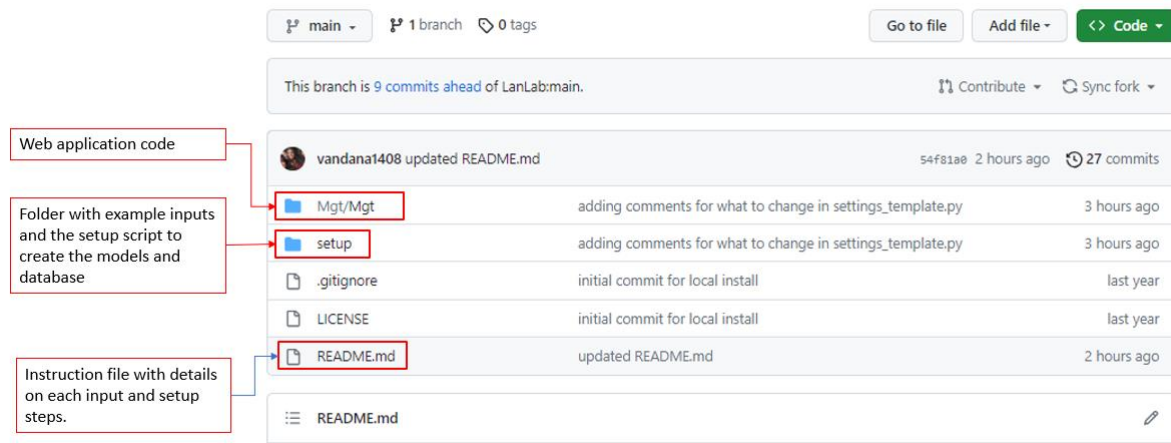 main 1 branch 0 tags Go to file Add file <> Code
This branch is 9 commits ahead of LanLab:main. Contribute Sync fork
Web application code
vandana1408 updated README.md 54f81a0 2 hours ago 27 commits
Folder with example inputs
and the setup script to
create the models and
database
Mgt/Mgt adding comments for what to change in settings_template.py 3 hours ago
setup adding comments for what to change in settings_template.py 3 hours ago
.gitignore initial commit for local install last year
LICENSE initial commit for local install last year
README.md updated README.md 2 hours ago
Instruction file with details
on each input and setup
steps.
README.md